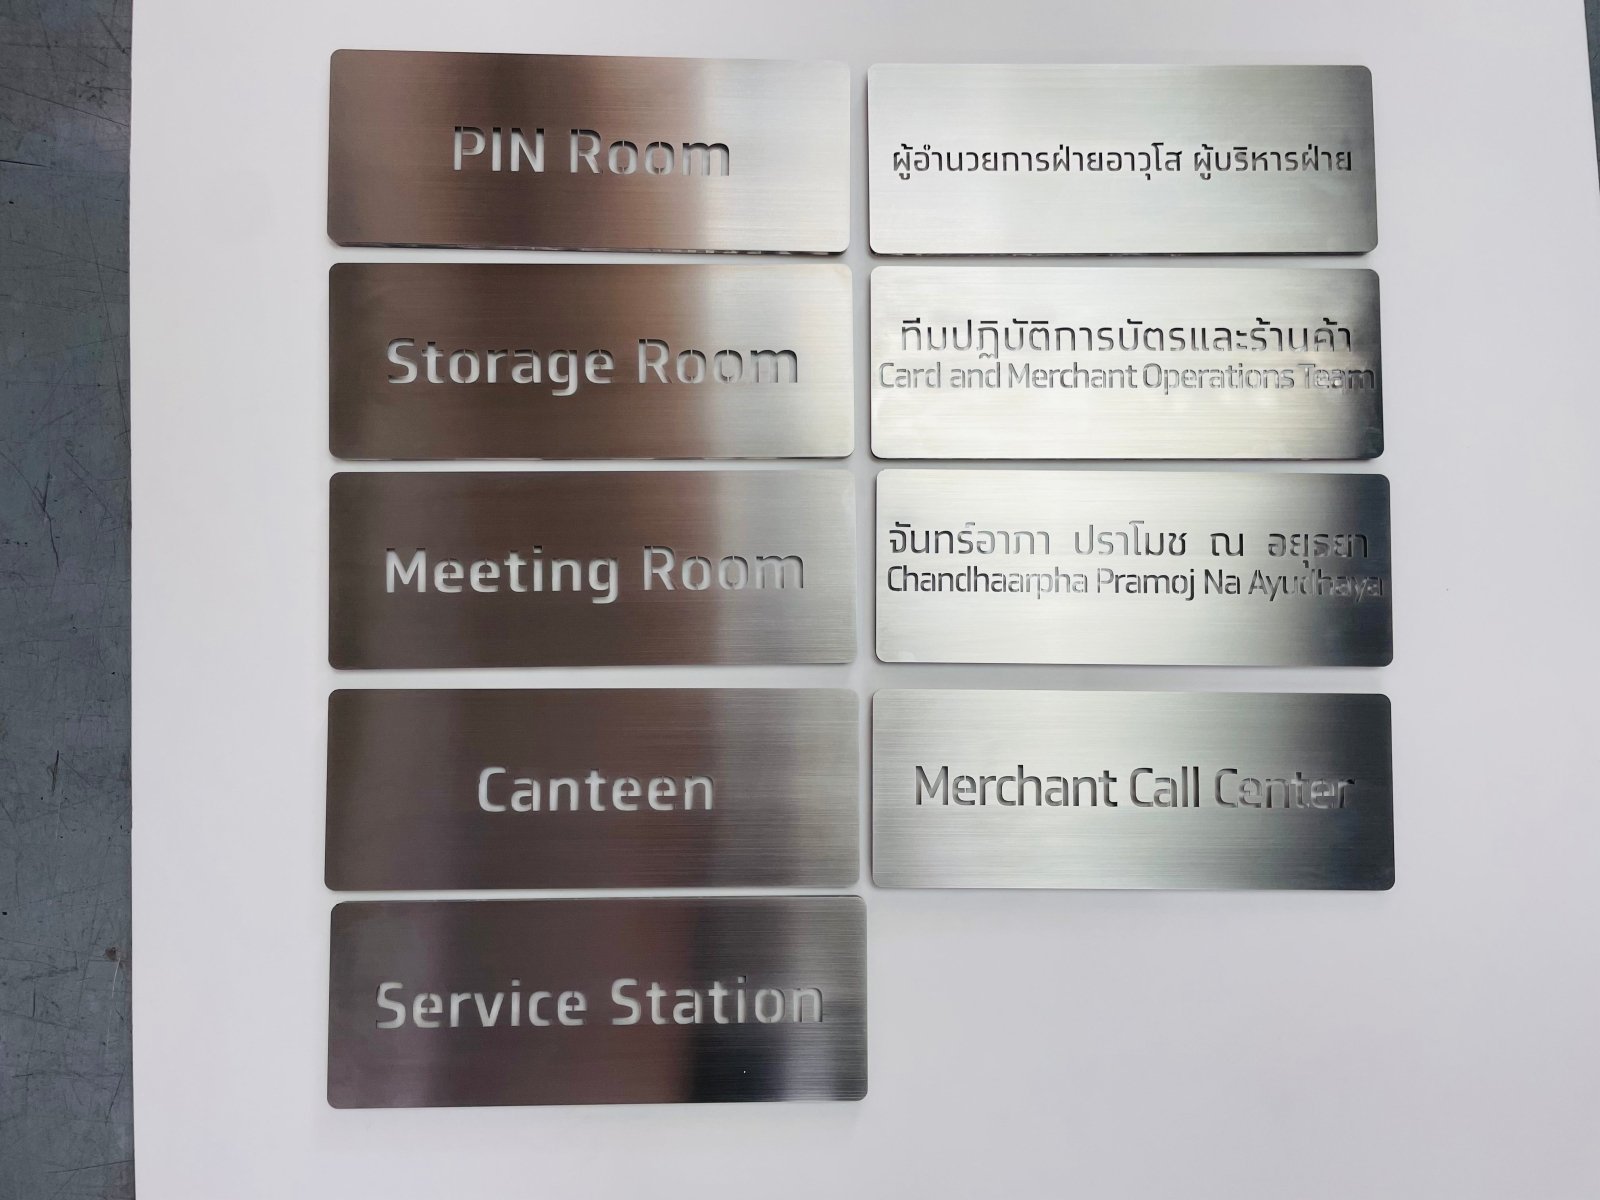 PIN Room
Storage Room
Meeting Room
Canteen
Service Station
ผู้อำนวยการฝ่ายอาวุโส ผู้บริหารฝ่าย
ทีมปฏิบัติการบัตรและร้านค้า
Card and Merchant Operations Team
จันทร์อาภา ปราโมช ณ อยุธยา
Chandhaarpha Pramoj Na Ayudhaya
Merchant Call Center